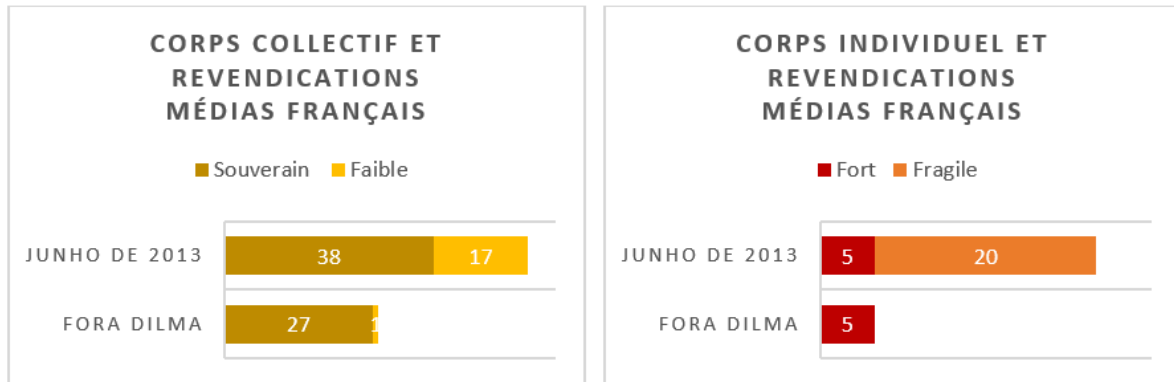 CORPS COLLECTIF ET
REVENDICATIONS
MÉDIAS FRANÇAIS
Souverain Faible
JUNHO DE 2013 38 17
FORA DILMA 27 1
CORPS INDIVIDUEL ET
REVENDICATIONS
MÉDIAS FRANÇAIS
Fort Fragile
JUNHO DE 2013 5 20
FORA DILMA 5